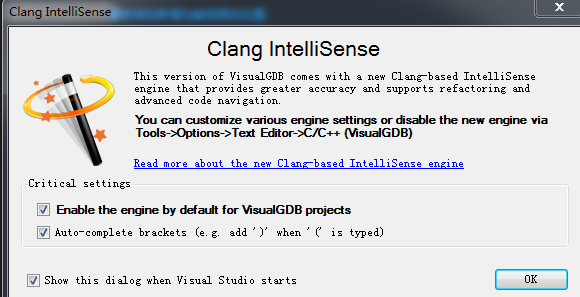 Clang IntelliSense
Clang IntelliSense
This version of VisualGDB comes with a new Clang-based IntelliSense
engine that provides greater accuracy and supports refactoring and
advanced code navigation.
You can customize various engine settings or disable the new engine via
Tools->Options->Text Editor->C/C++ (VisualGDB)
Read more about the new Clang-based IntelliSense engine
Critical settings
Enable the engine by default for VisualGDB projects
Auto-complete brackets (e.g. add ')' when '(' is typed)
Show this dialog when Visual Studio starts
OK